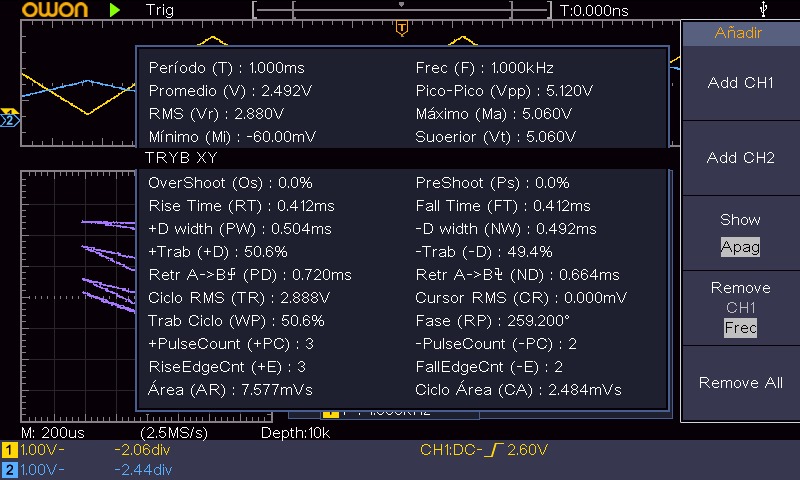 owon Trig T:0.000ns
T
Período (T) : 1.000ms Frec (F) : 1.000kHz
Promedio (V) : 2.492V Pico-Pico (Vpp) : 5.120V
RMS (Vr) : 2.880V Máximo (Ma) : 5.060V
Mínimo (Mi) : -60.00mV Suoerior (Vt) : 5.060V
TRYB XY
OverShoot (Os) : 0.0% PreShoot (Ps) : 0.0%
Rise Time (RT) : 0.412ms Fall Time (FT) : 0.412ms
+D width (PW) : 0.504ms -D width (NW) : 0.492ms
+Trab (+D) : 50.6% -Trab (-D) : 49.4%
Retr A->B (PD) : 0.720ms Retr A->B (ND) : 0.664ms
Ciclo RMS (TR) : 2.888V Cursor RMS (CR) : 0.000mV
Trab Ciclo (WP) : 50.6% Fase (RP) : 259.200°
+PulseCount (+PC) : 3 -PulseCount (-PC) : 2
RiseEdgeCnt (+E) : 3 FallEdgeCnt (-E) : 2
Área (AR) : 7.577mVs Ciclo Área (CA) : 2.484mVs
2
Añadir
Add CH1
Add CH2
Show
Apag
Remove
CH1
Frec
Remove All
M: 200us (2.5MS/s) Depth:10k
1 1.00V- -2.06div CH1:DC- 2.60V
2 1.00V- -2.44div